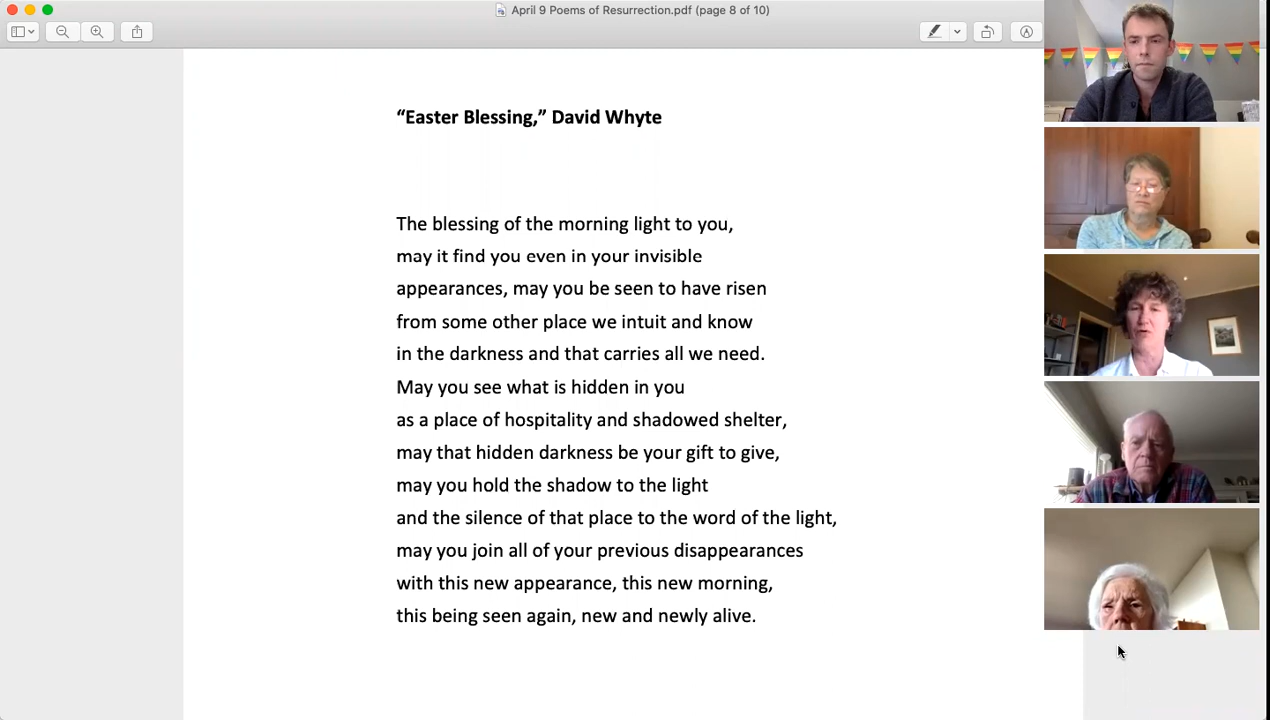 April 9 Poems of Resurrection.pdf (page 8 of 10)
“Easter Blessing,” David Whyte
The blessing of the morning light to you,
may it find you even in your invisible
appearances, may you be seen to have risen
from some other place we intuit and know
in the darkness and that carries all we need.
May you see what is hidden in you
as a place of hospitality and shadowed shelter,
may that hidden darkness be your gift to give,
may you hold the shadow to the light
and the silence of that place to the word of the light,
may you join all of your previous disappearances
with this new appearance, this new morning,
this being seen again, new and newly alive.